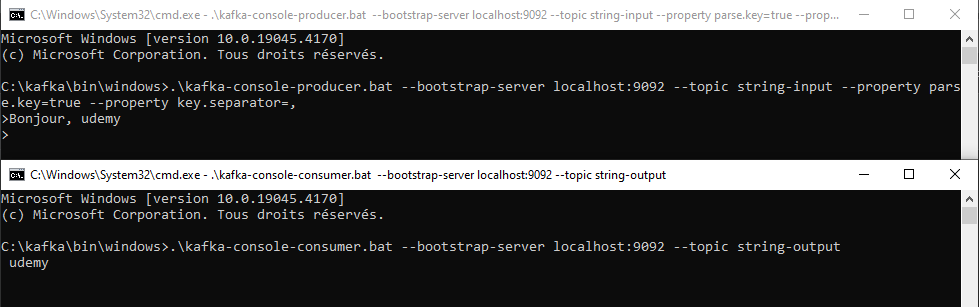 C:\Windows\System32\cmd.exe - .\kafka-console-producer.bat --bootstrap-server localhost:9092 --topic string-input --property parse.key=true --prop...
Microsoft Windows [version 10.0.19045.4170]
(c) Microsoft Corporation. Tous droits réservés.
C:\kafka\bin\windows>.\kafka-console-producer.bat --bootstrap-server localhost:9092 --topic string-input --property pars
e.key=true --property key.separator=,
>Bonjour, udemy
>
C:\Windows\System32\cmd.exe - .\kafka-console-consumer.bat --bootstrap-server localhost:9092 --topic string-output
Microsoft Windows [version 10.0.19045.4170]
(c) Microsoft Corporation. Tous droits réservés.
C:\kafka\bin\windows>.\kafka-console-consumer.bat --bootstrap-server localhost:9092 --topic string-output
 udemy